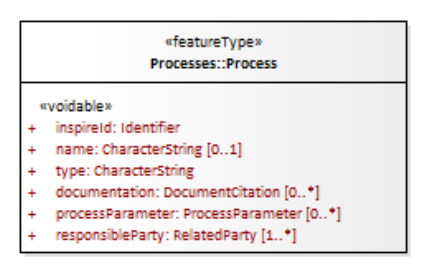 «featureType»
Processes::Process
«voidable»
+ inspireId: Identifier
+ name: CharacterString [0..1]
+ type: CharacterString
+ documentation: DocumentCitation [0..*]
+ processParameter: ProcessParameter [0..*]
+ responsibleParty: RelatedParty [1..*]